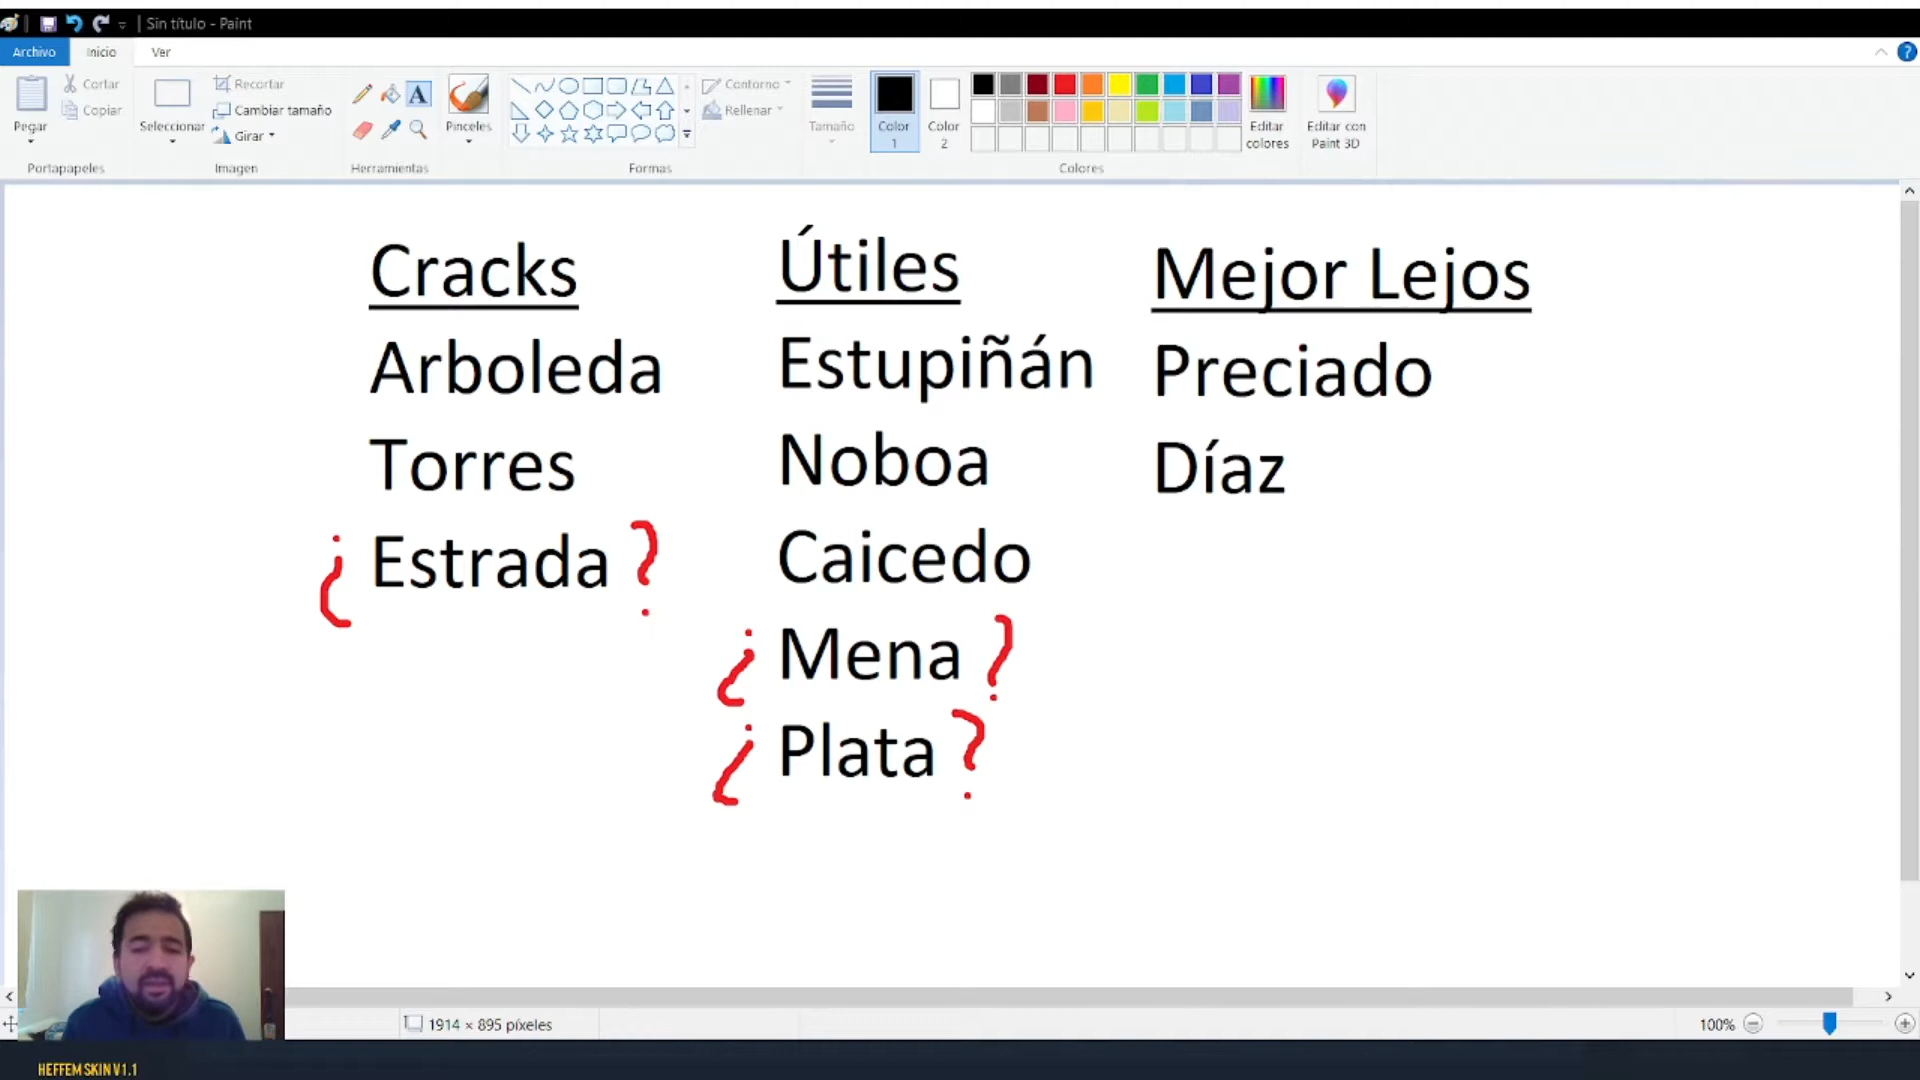 Sin título - Paint
Archivo Inicio Ver
Pegar
Cortar
Copiar
Portapapeles
Seleccionar
Recortar
Cambiar tamaño
Girar
Imagen
Herramientas
Pinceles
Contorno
Rellenar
Formas
Tamaño
Color 1
Color 2
Editar colores
Colores
Editar con Paint 3D
Cracks
Arboleda
Torres
¿Estrada?
Útiles
Estupiñán
Noboa
Caicedo
¿Mena?
¿Plata?
Mejor Lejos
Preciado
Díaz
1914 × 895 píxeles
100%
HEFFEM SKIN V1.1